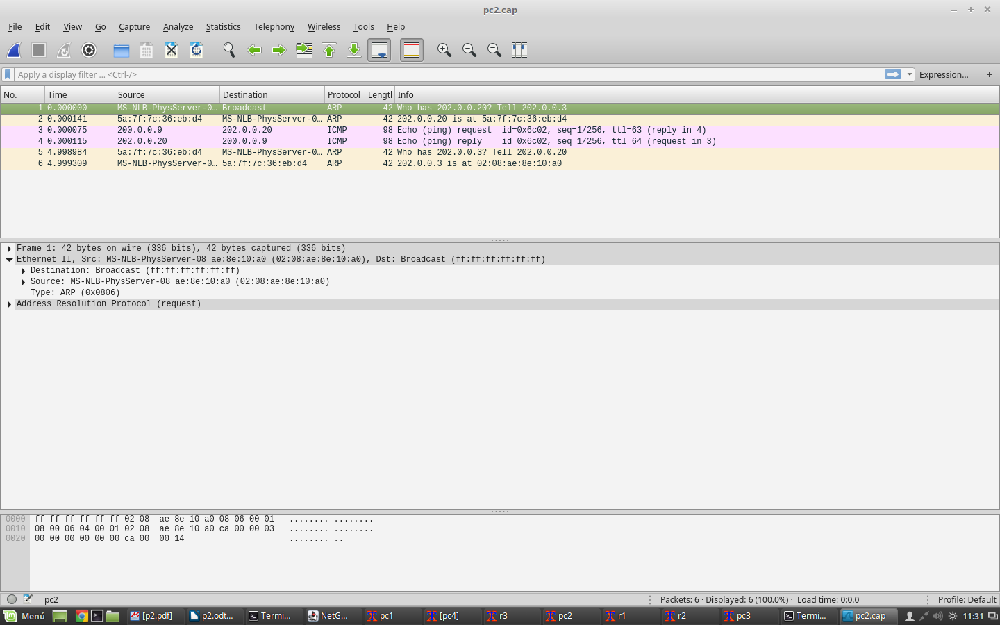 pc2.cap
File Edit View Go Capture Analyze Statistics Telephony Wireless Tools Help
Apply a display filter ... <Ctrl-/> Expression... +
No. Time Source Destination Protocol Length Info
1 0.000000 MS-NLB-PhysServer-0… Broadcast ARP 42 Who has 202.0.0.20? Tell 202.0.0.3
2 0.000141 5a:7f:7c:36:eb:d4 MS-NLB-PhysServer-0… ARP 42 202.0.0.20 is at 5a:7f:7c:36:eb:d4
3 0.000075 200.0.0.9 202.0.0.20 ICMP 98 Echo (ping) request id=0x6c02, seq=1/256, ttl=63 (reply in 4)
4 0.000115 202.0.0.20 200.0.0.9 ICMP 98 Echo (ping) reply id=0x6c02, seq=1/256, ttl=64 (request in 3)
5 4.998984 5a:7f:7c:36:eb:d4 MS-NLB-PhysServer-0… ARP 42 Who has 202.0.0.3? Tell 202.0.0.20
6 4.999309 MS-NLB-PhysServer-0… 5a:7f:7c:36:eb:d4 ARP 42 202.0.0.3 is at 02:08:ae:8e:10:a0
Frame 1: 42 bytes on wire (336 bits), 42 bytes captured (336 bits)
Ethernet II, Src: MS-NLB-PhysServer-08_ae:8e:10:a0 (02:08:ae:8e:10:a0), Dst: Broadcast (ff:ff:ff:ff:ff:ff)
Destination: Broadcast (ff:ff:ff:ff:ff:ff)
Source: MS-NLB-PhysServer-08_ae:8e:10:a0 (02:08:ae:8e:10:a0)
Type: ARP (0x0806)
Address Resolution Protocol (request)
0000 ff ff ff ff ff ff 02 08 ae 8e 10 a0 08 06 00 01 ........ ........
0010 08 00 06 04 00 01 02 08 ae 8e 10 a0 ca 00 00 03 ........ ........
0020 00 00 00 00 00 00 ca 00 00 14 ........ ..
pc2 Packets: 6 · Displayed: 6 (100.0%) · Load time: 0:0.0 Profile: Default
Menú [p2.pdf] p2.odt... Termi... NetG... pc1 [pc4] r3 pc2 r1 r2 pc3 Termi... pc2.cap 11:31